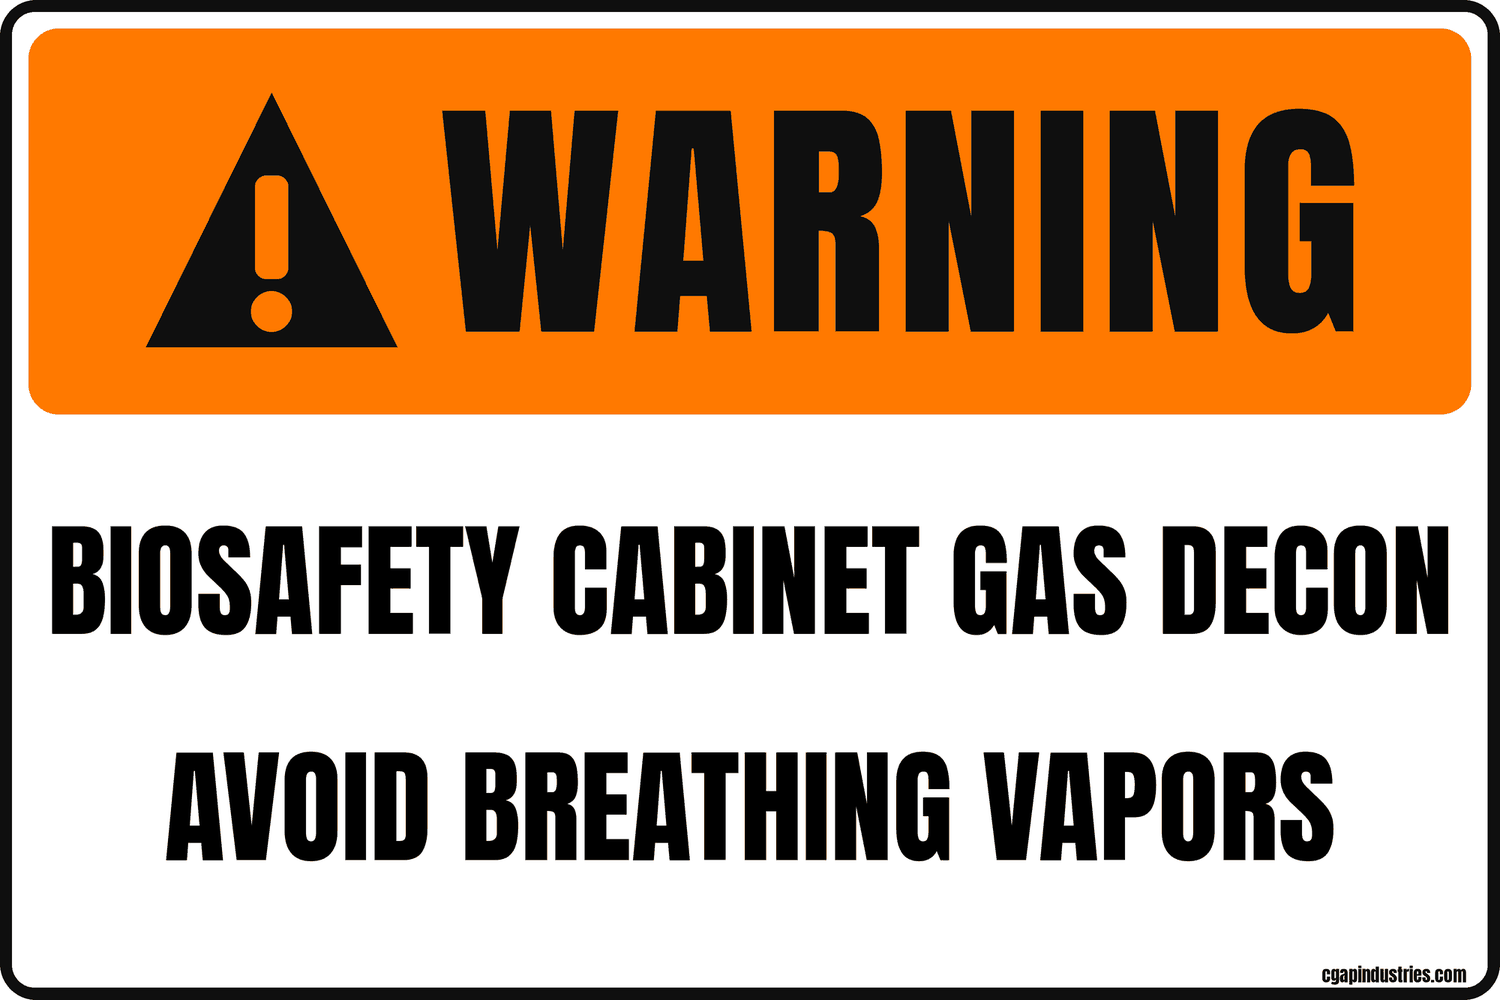 WARNING
BIOSAFETY CABINET GAS DECON
AVOID BREATHING VAPORS
cgapindustries.com